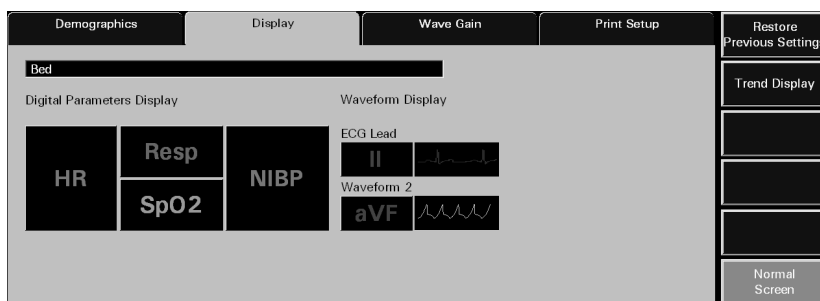 Demographics
Display
Wave Gain
Print Setup
Restore
Previous Setting
Bed
Trend Display
Digital Parameters Display
Waveform Display
ECG Lead
HR
Resp
NIBP
II
SpO2
Waveform 2
aVF
Normal
Screen